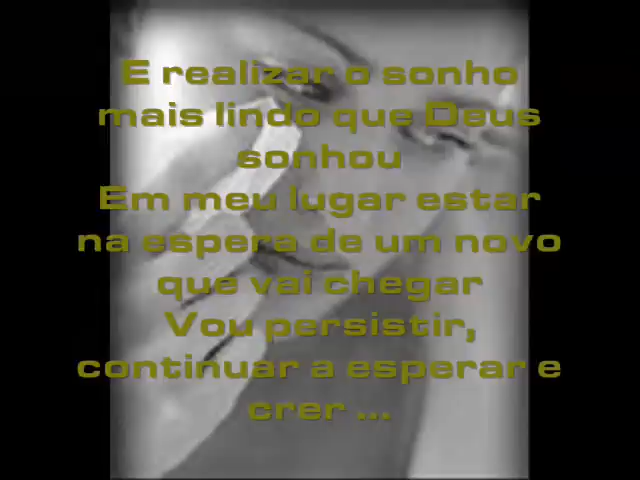 E realizar o sonho
mais lindo que Deus
sonhou
Em meu lugar estar
na espera de um novo
que vai chegar
Vou persistir,
continuar a esperar e
crer ...